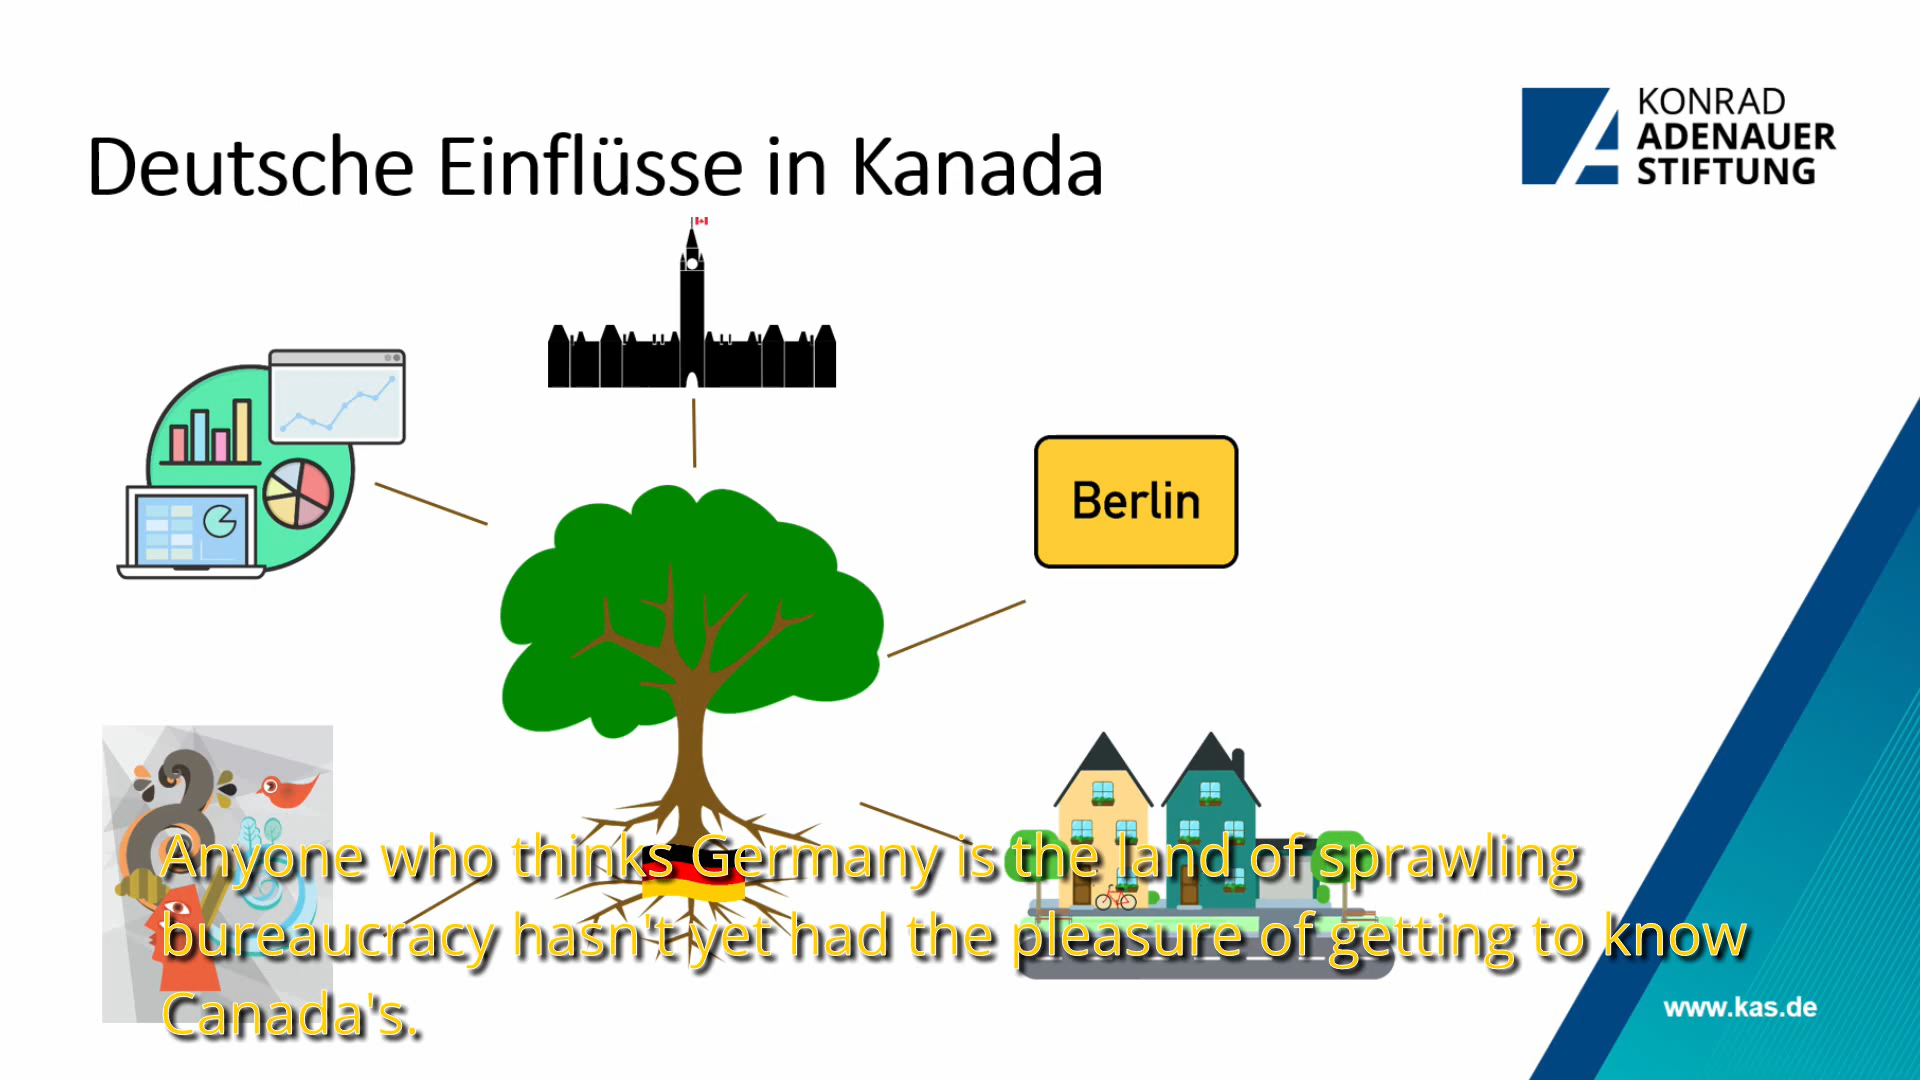 Deutsche Einflüsse in Kanada
KONRAD
ADENAUER
STIFTUNG
Berlin
Anyone who thinks Germany is the land of sprawling
bureaucracy hasn't yet had the pleasure of getting to know
Canada's.
www.kas.de